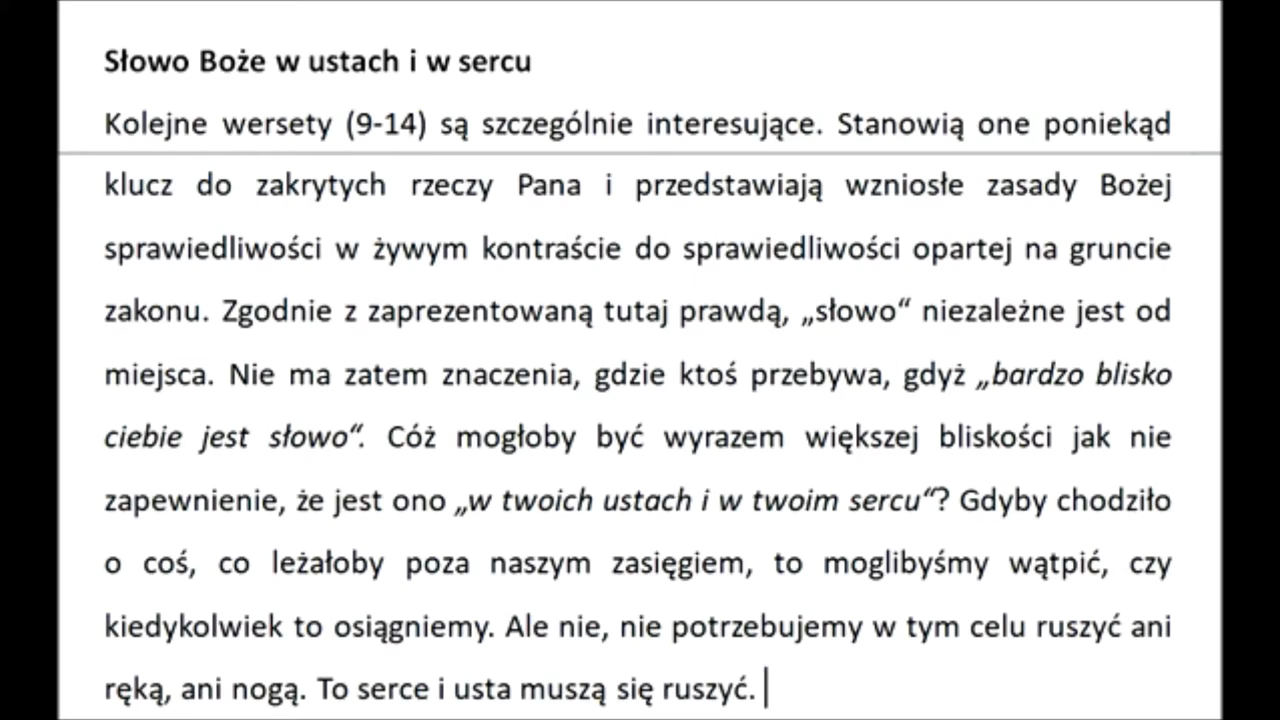 Słowo Boże w ustach i w sercu
Kolejne wersety (9-14) są szczególnie interesujące. Stanowią one poniekąd
klucz do zakrytych rzeczy Pana i przedstawiają wzniosłe zasady Bożej
sprawiedliwości w żywym kontraście do sprawiedliwości opartej na gruncie
zakonu. Zgodnie z zaprezentowaną tutaj prawdą, „słowo“ niezależne jest od
miejsca. Nie ma zatem znaczenia, gdzie ktoś przebywa, gdyż „bardzo blisko
ciebie jest słowo“. Cóż mogłoby być wyrazem większej bliskości jak nie
zapewnienie, że jest ono „w twoich ustach i w twoim sercu“? Gdyby chodziło
o coś, co leżałoby poza naszym zasięgiem, to moglibyśmy wątpić, czy
kiedykolwiek to osiągniemy. Ale nie, nie potrzebujemy w tym celu ruszyć ani
ręką, ani nogą. To serce i usta muszą się ruszyć.